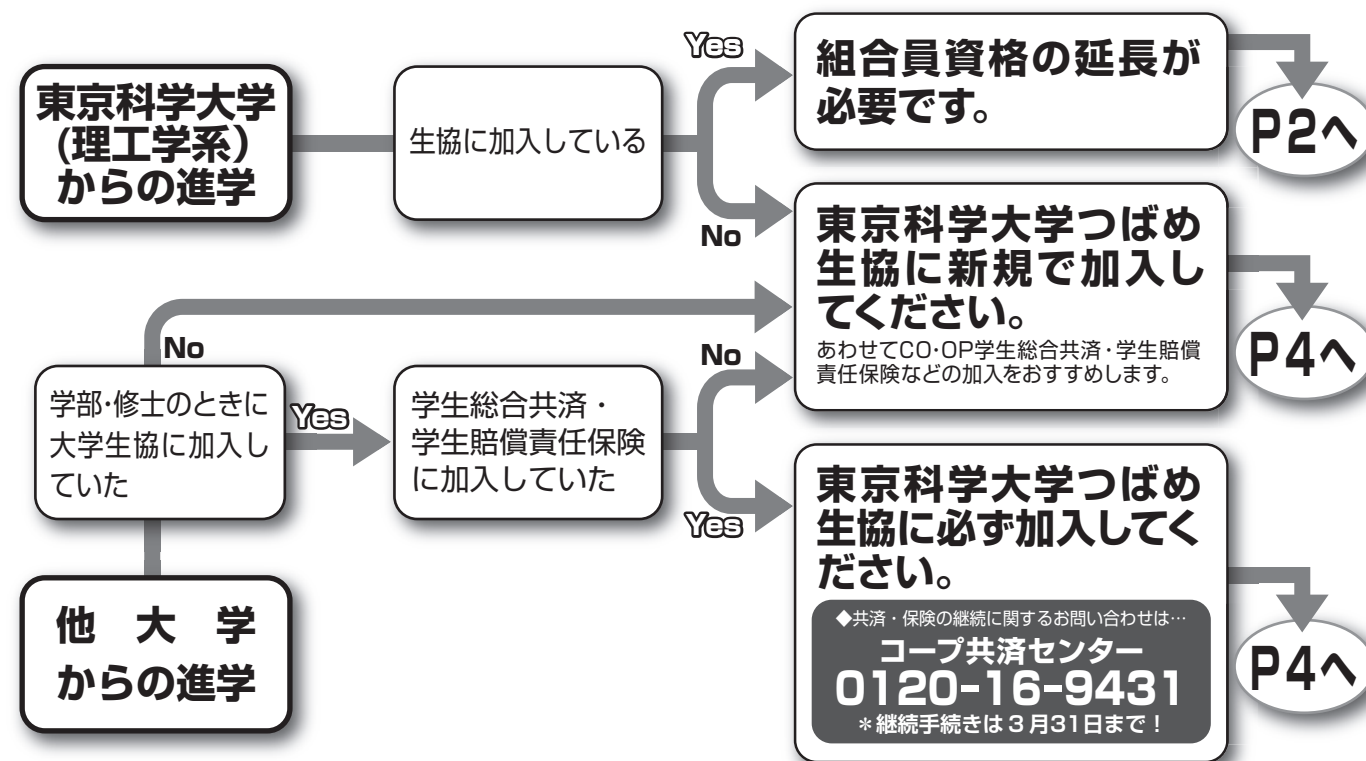 東京科学大学
(理工学系)
からの進学
生協に加入している
Yes
組合員資格の延長が
必要です。
P2へ
No
東京科学大学つばめ
生協に新規で加入し
てください。
あわせてCO･OP学生総合共済･学生賠償
責任保険などの加入をおすすめします。
P4へ
No
学部･修士のときに
大学生協に加入し
ていた
Yes
学生総合共済・
学生賠償責任保険
に加入していた
No
Yes
東京科学大学つばめ
生協に必ず加入してく
ださい。
◆共済・保険の継続に関するお問い合わせは…
コープ共済センター
0120-16-9431
＊継続手続きは3月31日まで！
P4へ
他 大 学
からの進学